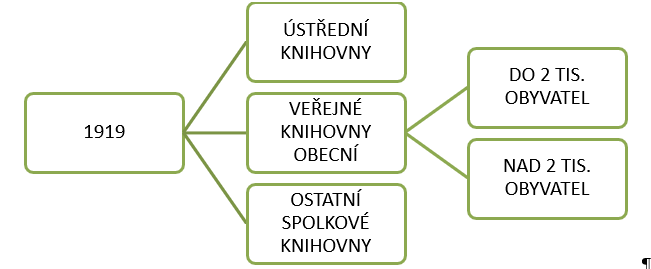 1919
ÚSTŘEDNÍ
KNIHOVNY
VEŘEJNÉ
KNIHOVNY
OBECNÍ
OSTATNÍ
SPOLKOVÉ
KNIHOVNY
DO 2 TIS.
OBYVATEL
NAD 2 TIS.
OBYVATEL
¶